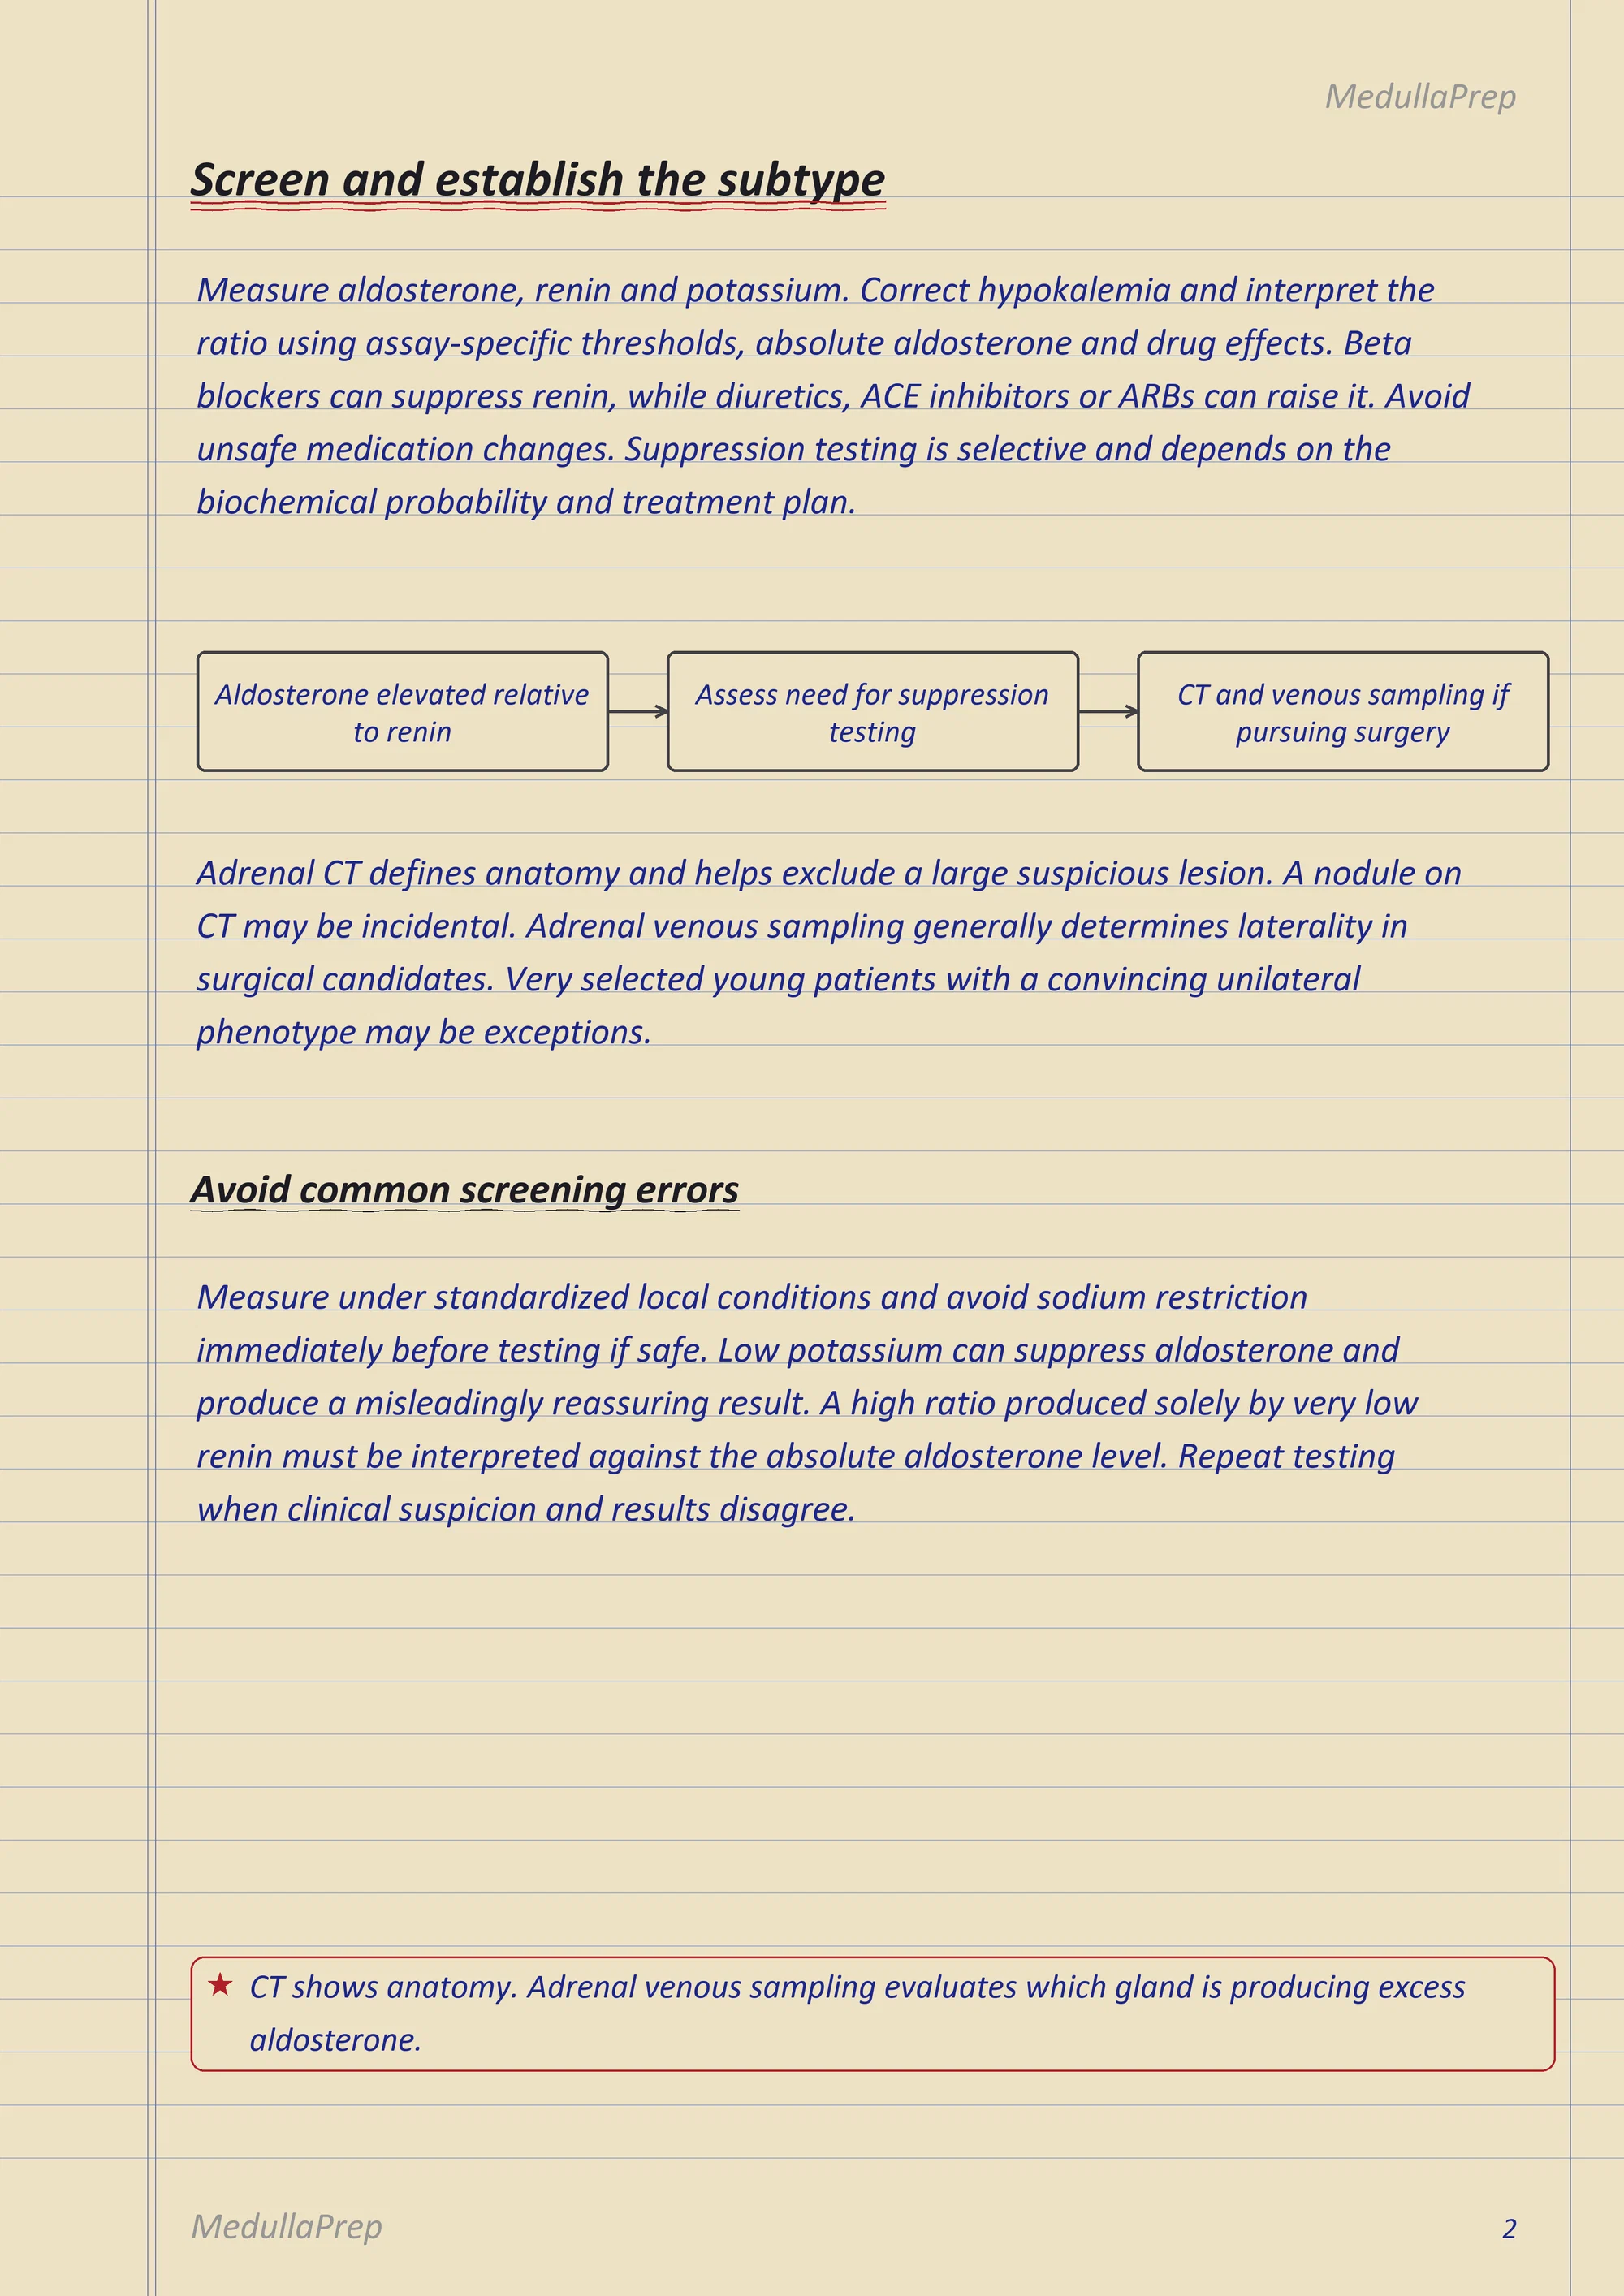 MedullaPrep
Screen and establish the subtype
Measure aldosterone, renin and potassium. Correct hypokalemia and interpret the
ratio using assay-specific thresholds, absolute aldosterone and drug effects. Beta
blockers can suppress renin, while diuretics, ACE inhibitors or ARBs can raise it. Avoid
unsafe medication changes. Suppression testing is selective and depends on the
biochemical probability and treatment plan.
Aldosterone elevated relative
to renin
Assess need for suppression
testing
CT and venous sampling if
pursuing surgery
Adrenal CT defines anatomy and helps exclude a large suspicious lesion. A nodule on
CT may be incidental. Adrenal venous sampling generally determines laterality in
surgical candidates. Very selected young patients with a convincing unilateral
phenotype may be exceptions.
Avoid common screening errors
Measure under standardized local conditions and avoid sodium restriction
immediately before testing if safe. Low potassium can suppress aldosterone and
produce a misleadingly reassuring result. A high ratio produced solely by very low
renin must be interpreted against the absolute aldosterone level. Repeat testing
when clinical suspicion and results disagree.
★ CT shows anatomy. Adrenal venous sampling evaluates which gland is producing excess
aldosterone.
MedullaPrep
2